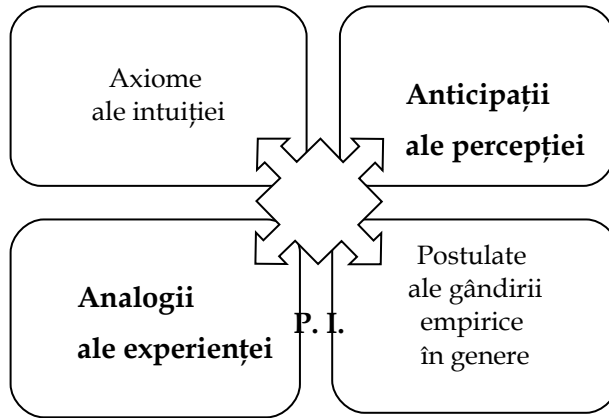 Axiome
ale intuiției
Anticipații
ale percepției
Analogii
ale experienței
P. I.
Postulate
ale gândirii
empirice
în genere